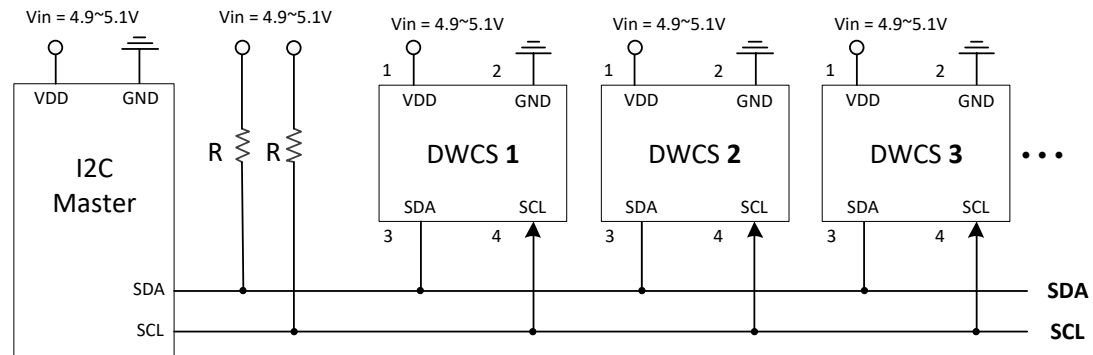 Vin = 4.9~5.1V
Vin = 4.9~5.1V
Vin = 4.9~5.1V
Vin = 4.9~5.1V
Vin = 4.9~5.1V
1
2
1
2
1
2
VDD
GND
VDD
GND
VDD
GND
VDD
GND
I2C
Master
R
R
DWCS 1
DWCS 2
DWCS 3
...
SDA
SCL
SDA
SCL
SDA
SCL
3
4
3
4
3
4
SDA
SDA
SCL
SCL